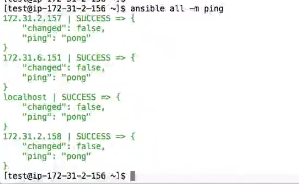 [test@ip-172-31-2-156 ~]$ ansible all -m ping
172.31.2.157 | SUCCESS => {
    "changed": false,
    "ping": "pong"
}
172.31.6.151 | SUCCESS => {
    "changed": false,
    "ping": "pong"
}
localhost | SUCCESS => {
    "changed": false,
    "ping": "pong"
}
172.31.2.158 | SUCCESS => {
    "changed": false,
    "ping": "pong"
}
[test@ip-172-31-2-156 ~]$